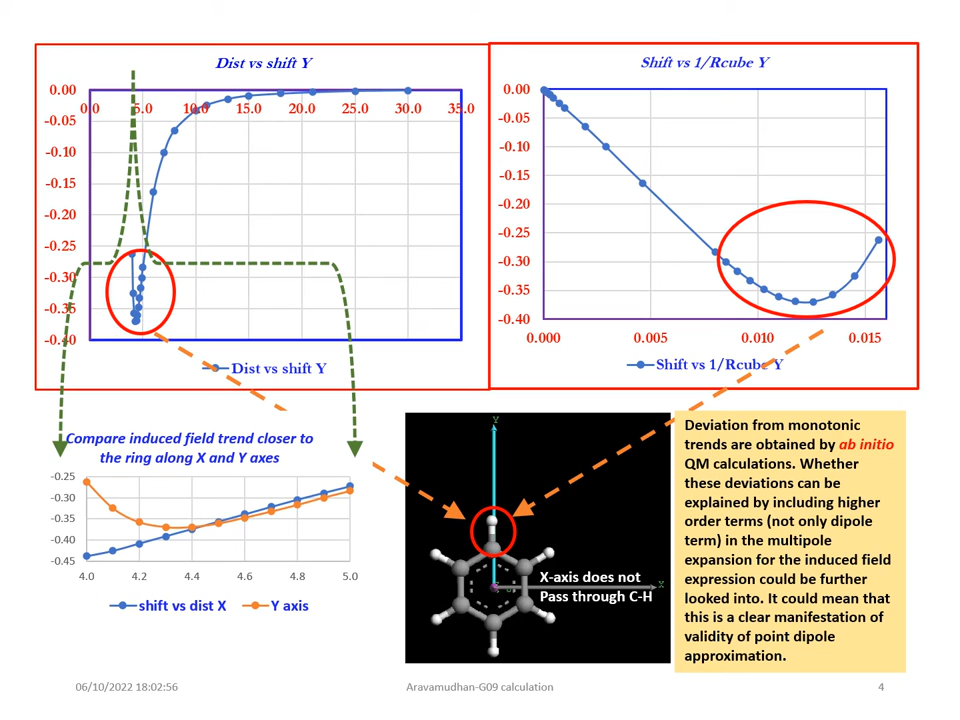 Dist vs shift Y
0.00
-0.05
-0.10
-0.15
-0.20
-0.25
-0.30
-0.35
-0.40
0.0 5.0 10.0 15.0 20.0 25.0 30.0 35.0
Dist vs shift Y
Shift vs 1/Rcube Y
0.00
-0.05
-0.10
-0.15
-0.20
-0.25
-0.30
-0.35
-0.40
0.000 0.005 0.010 0.015
Shift vs 1/Rcube Y
Compare induced field trend closer to
the ring along X and Y axes
-0.25
-0.30
-0.35
-0.40
-0.45
4.0 4.2 4.4 4.6 4.8 5.0
shift vs dist X Y axis
Y
X
X-axis does not
Pass through C-H
Deviation from monotonic
trends are obtained by ab initio
QM calculations. Whether
these deviations can be
explained by including higher
order terms (not only dipole
term) in the multipole
expansion for the induced field
expression could be further
looked into. It could mean that
this is a clear manifestation of
validity of point dipole
approximation.
06/10/2022 18:02:56
Aravamudhan-G09 calculation
4